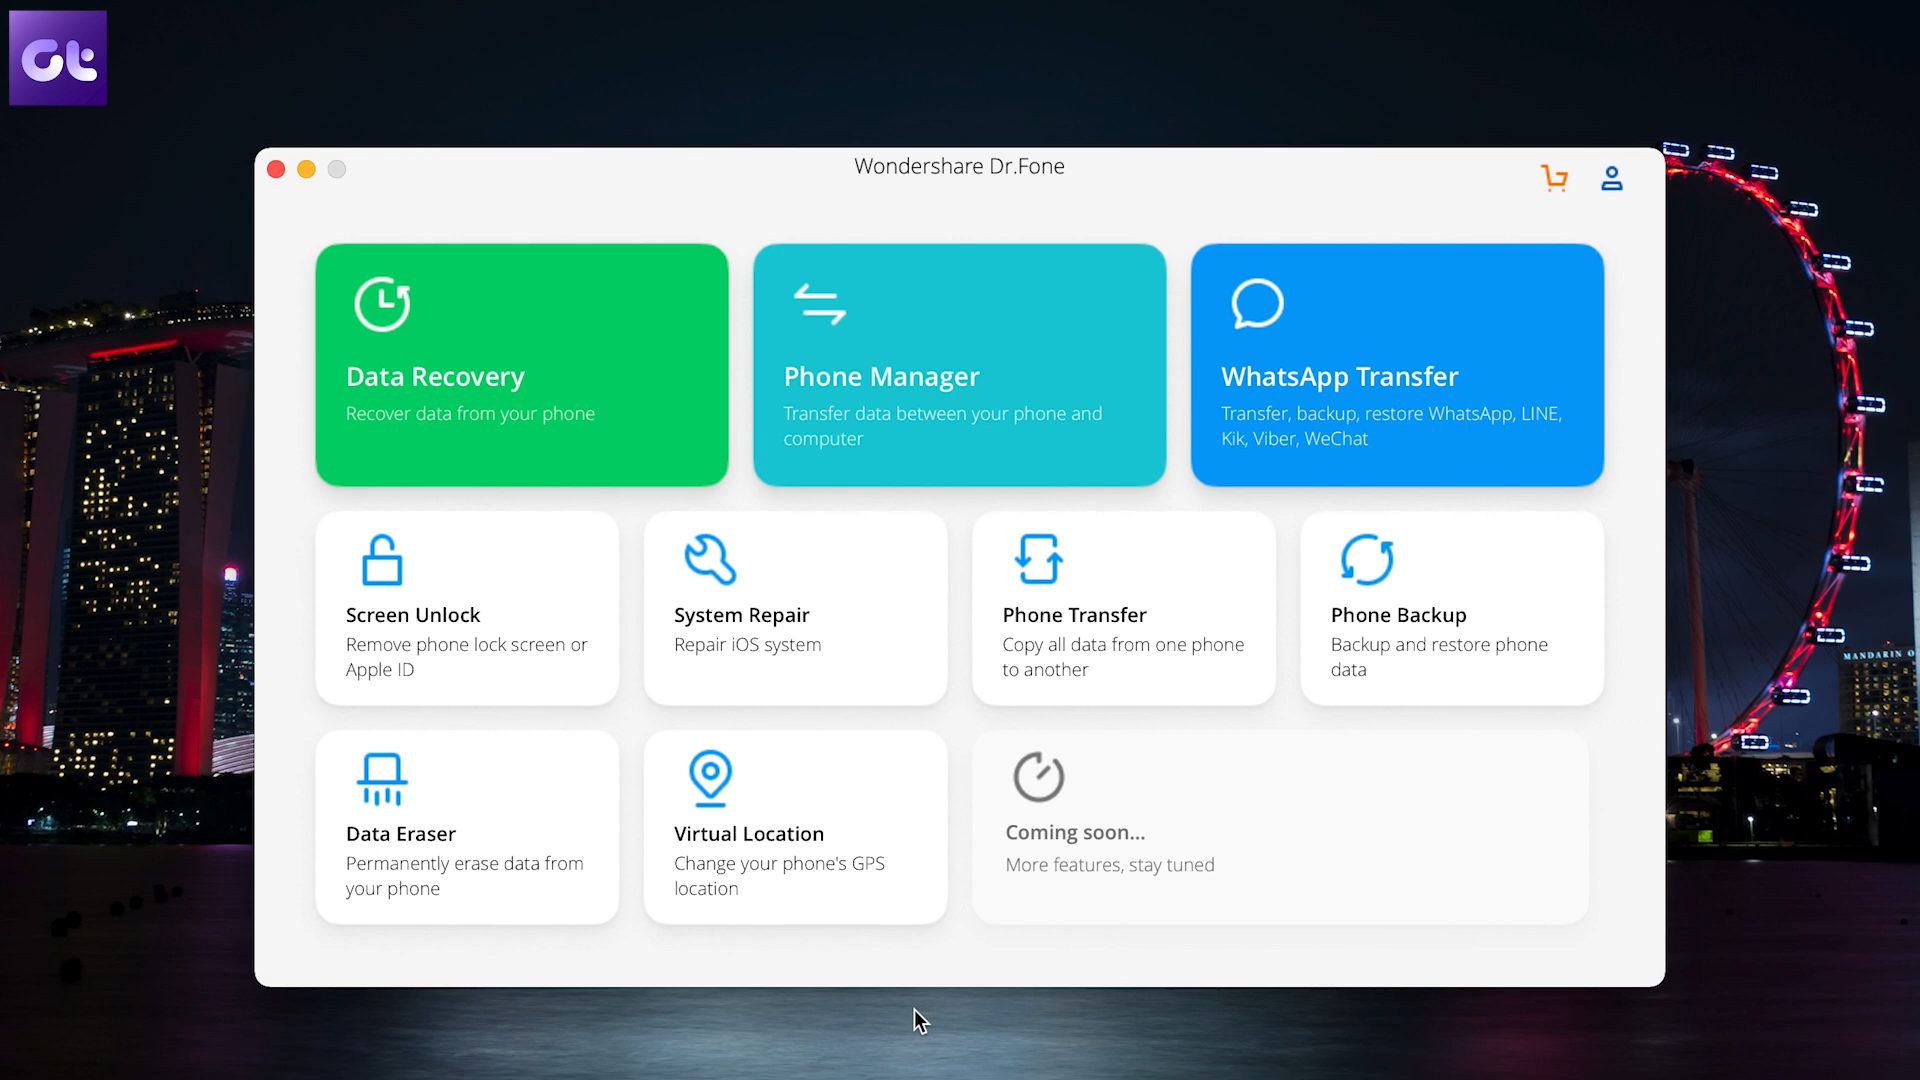 Gt
Wondershare Dr.Fone
Data Recovery
Recover data from your phone
Phone Manager
Transfer data between your phone and
computer
WhatsApp Transfer
Transfer, backup, restore WhatsApp, LINE,
Kik, Viber, WeChat
Screen Unlock
Remove phone lock screen or
Apple ID
System Repair
Repair iOS system
Phone Transfer
Copy all data from one phone
to another
Phone Backup
Backup and restore phone
data
Data Eraser
Permanently erase data from
your phone
Virtual Location
Change your phone's GPS
location
Coming soon...
More features, stay tuned
MANDARIN O